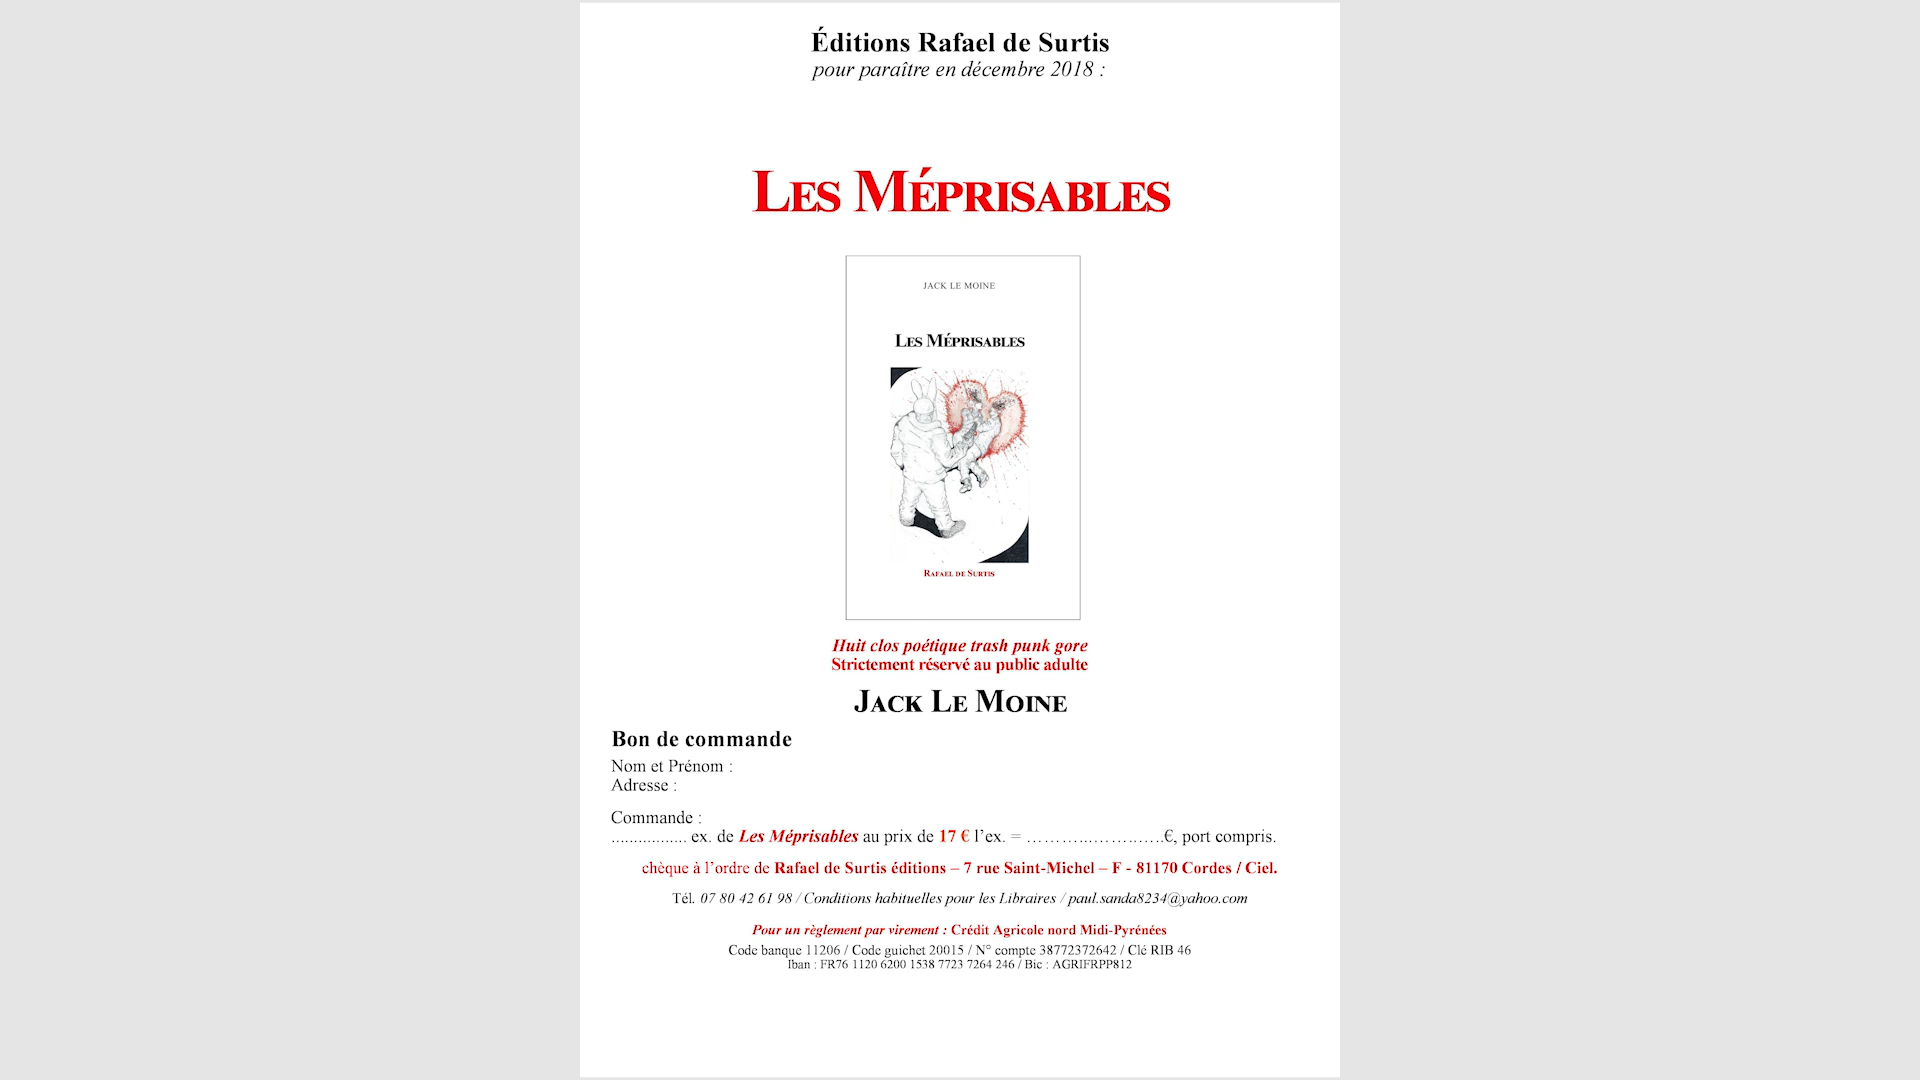 Éditions Rafael de Surtis
pour paraître en décembre 2018 :
Les Méprisables
JACK LE MOINE
Les Méprisables
Rafael de Surtis
Huit clos poétique trash punk gore
Strictement réservé au public adulte
Jack Le Moine
Bon de commande
Nom et Prénom :
Adresse :
Commande :
................. ex. de Les Méprisables au prix de 17 € l’ex. = ………...……..…..€, port compris.
chèque à l’ordre de Rafael de Surtis éditions – 7 rue Saint-Michel – F - 81170 Cordes / Ciel.
Tél. 07 80 42 61 98 / Conditions habituelles pour les Libraires / paul.sanda8234@yahoo.com
Pour un règlement par virement : Crédit Agricole nord Midi-Pyrénées
Code banque 11206 / Code guichet 20015 / N° compte 38772372642 / Clé RIB 46
Iban : FR76 1120 6200 1538 7723 7264 246 / Bic : AGRIFRPP812